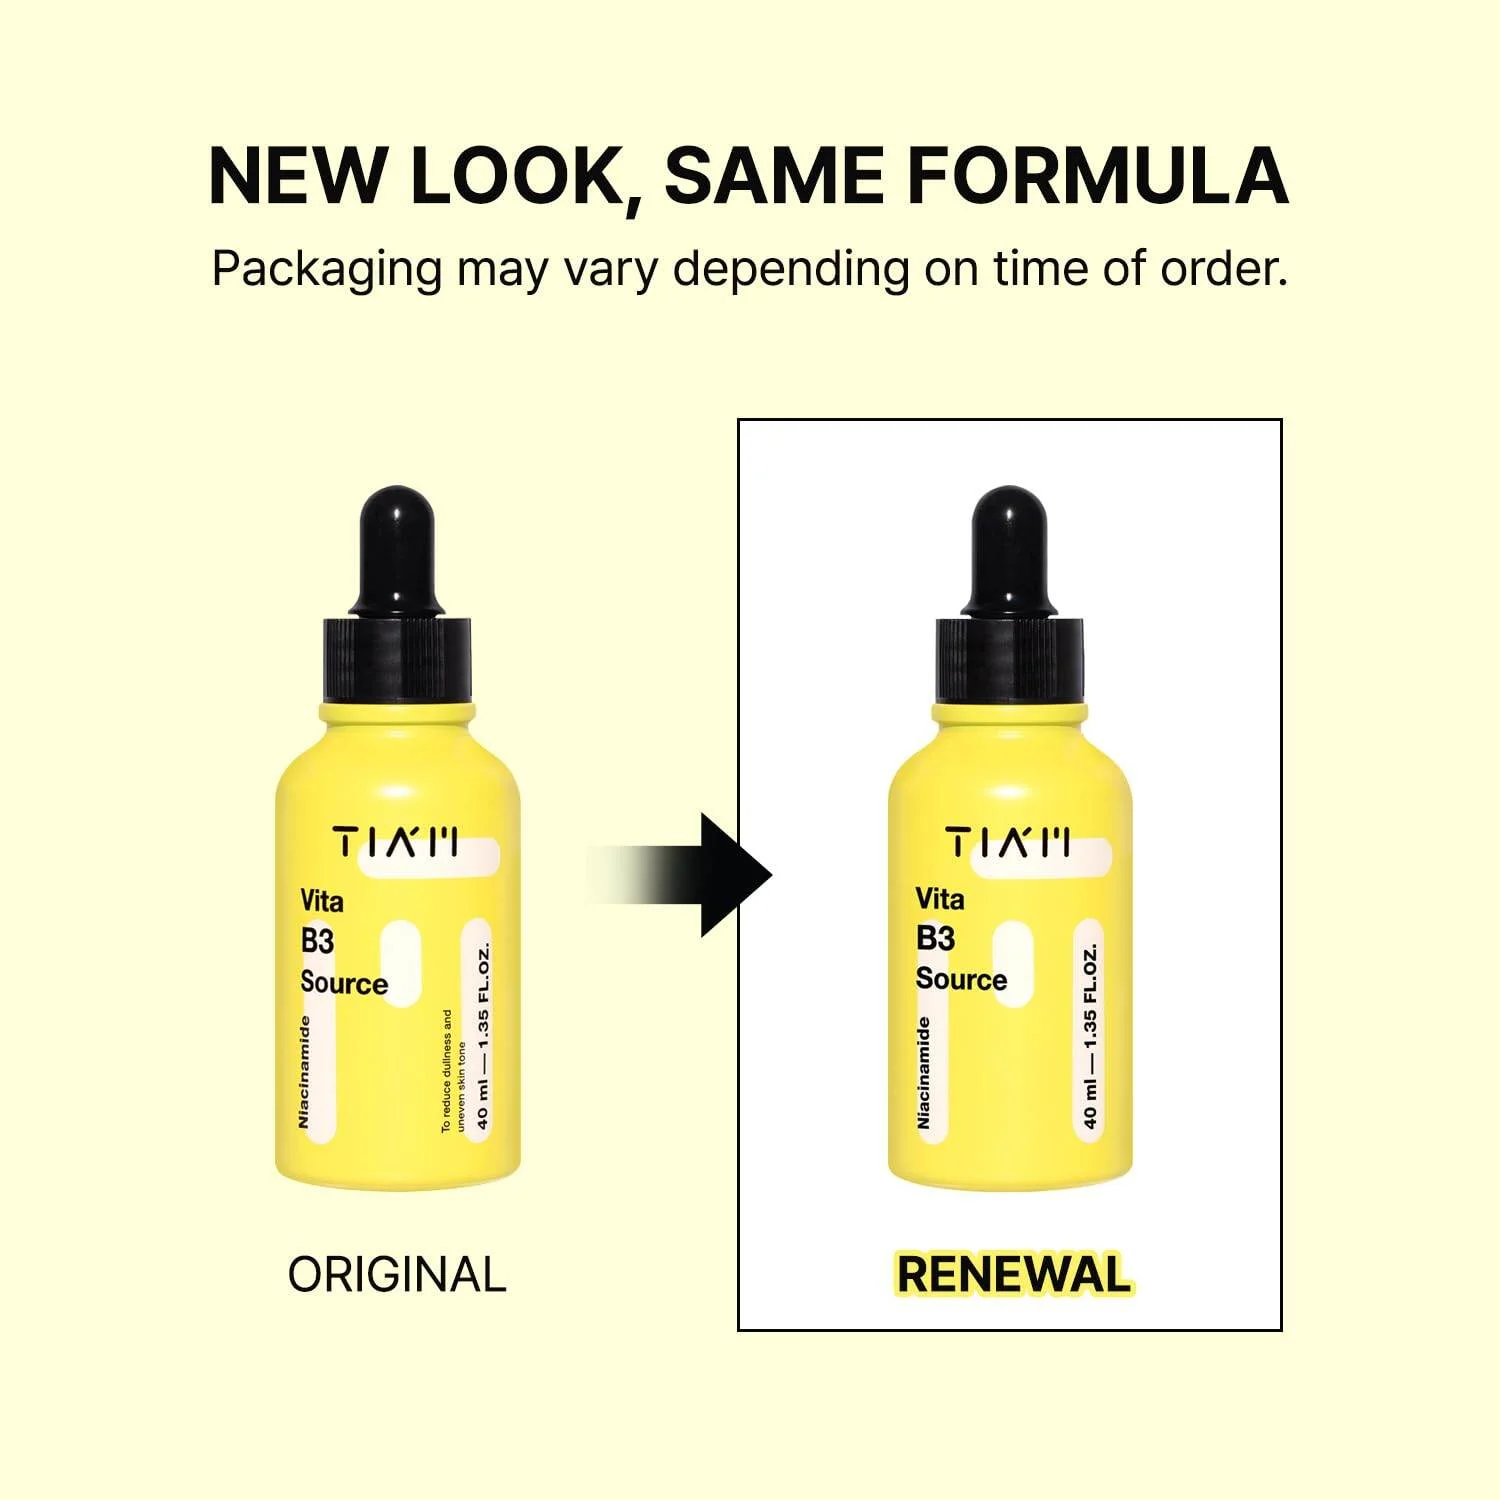 NEW LOOK, SAME FORMULA
Packaging may vary depending on time of order.
TIAM
Vita
B3
Source
Niacinamide
To reduce dullness and
uneven skin tone
40 ml — 1.35 FL.OZ.
ORIGINAL
TIAM
Vita
B3
Source
Niacinamide
40 ml — 1.35 FL.OZ.
RENEWAL